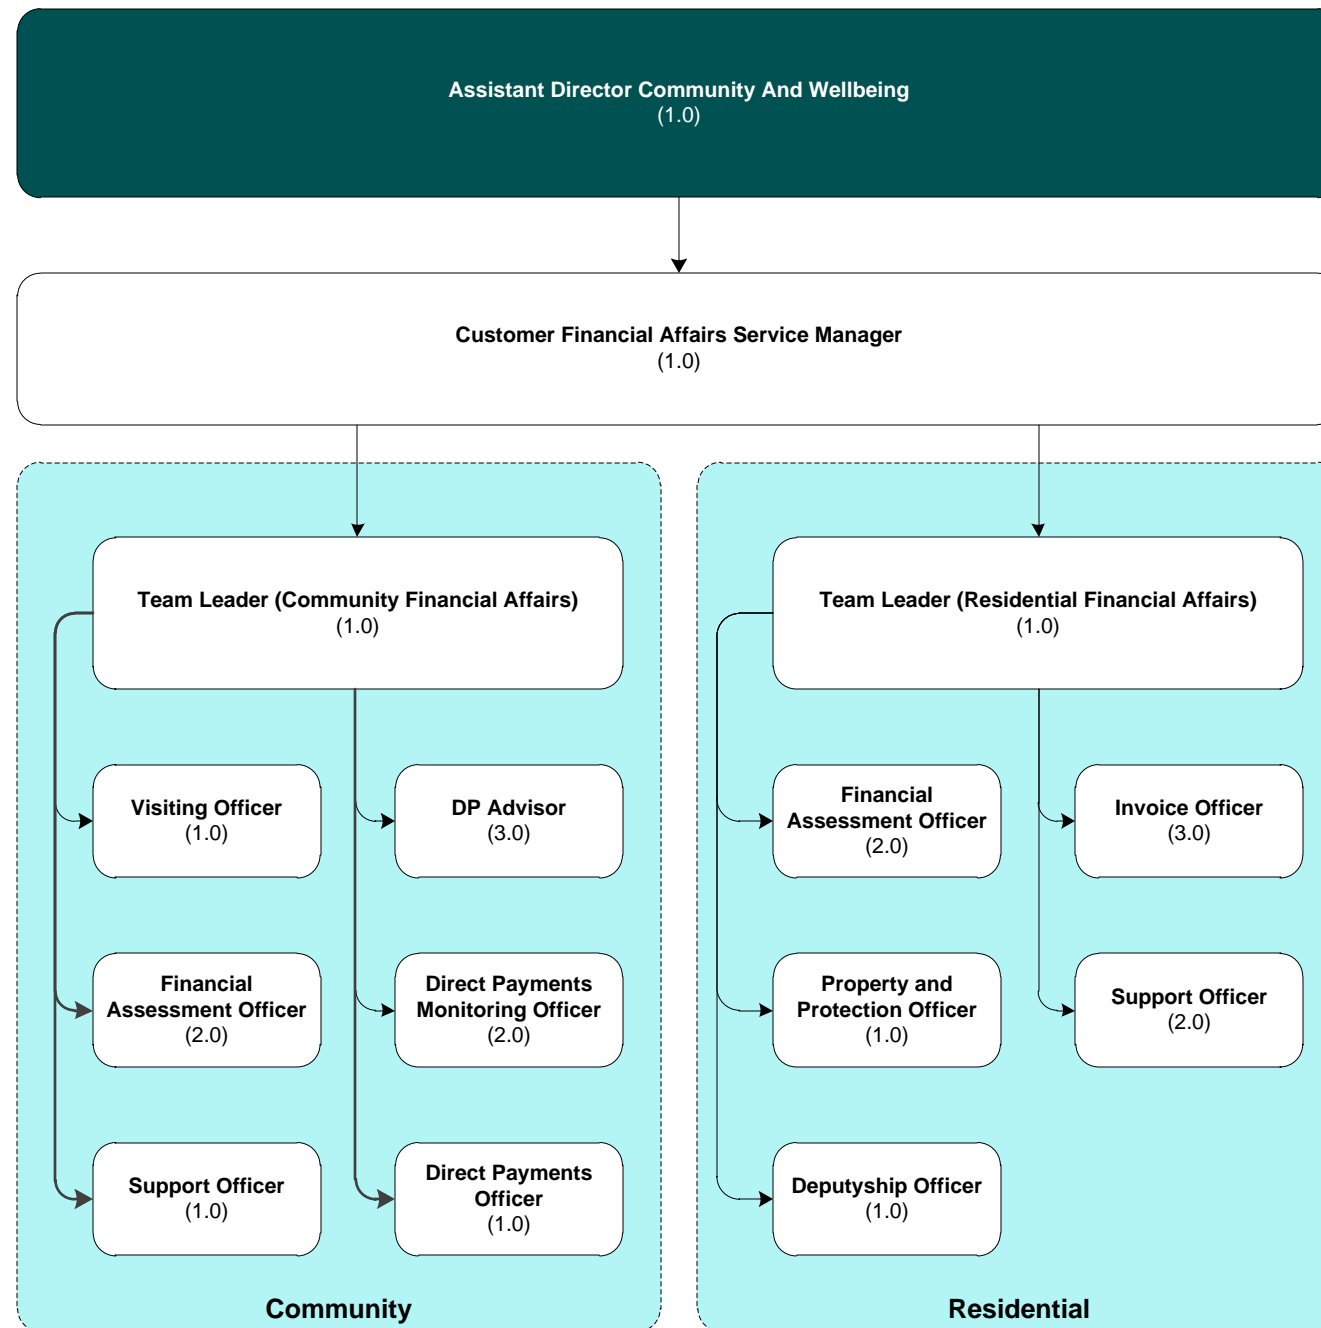 Assistant Director Community And Wellbeing
(1.0)
Customer Financial Affairs Service Manager
(1.0)
Team Leader (Community Financial Affairs)
(1.0)
Visiting Officer
(1.0)
DP Advisor
(3.0)
Financial
Assessment Officer
(2.0)
Direct Payments
Monitoring Officer
(2.0)
Support Officer
(1.0)
Direct Payments
Officer
(1.0)
Community
Team Leader (Residential Financial Affairs)
(1.0)
Financial
Assessment Officer
(2.0)
Invoice Officer
(3.0)
Property and
Protection Officer
(1.0)
Support Officer
(2.0)
Deputyship Officer
(1.0)
Residential